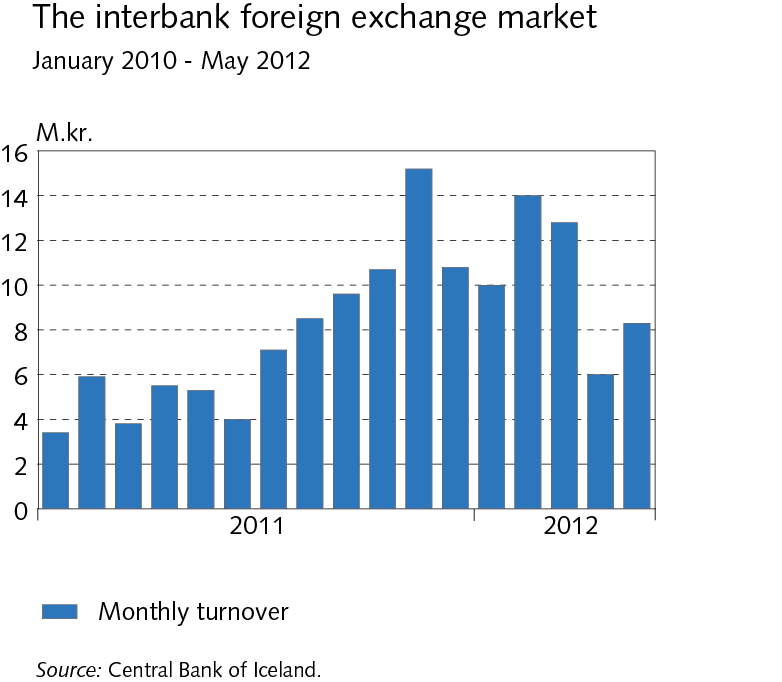 The interbank foreign exchange market
January 2010 - May 2012
M.kr.
16
14
12
10
8
6
4
2
0
2011 2012
Monthly turnover
Source: Central Bank of Iceland.